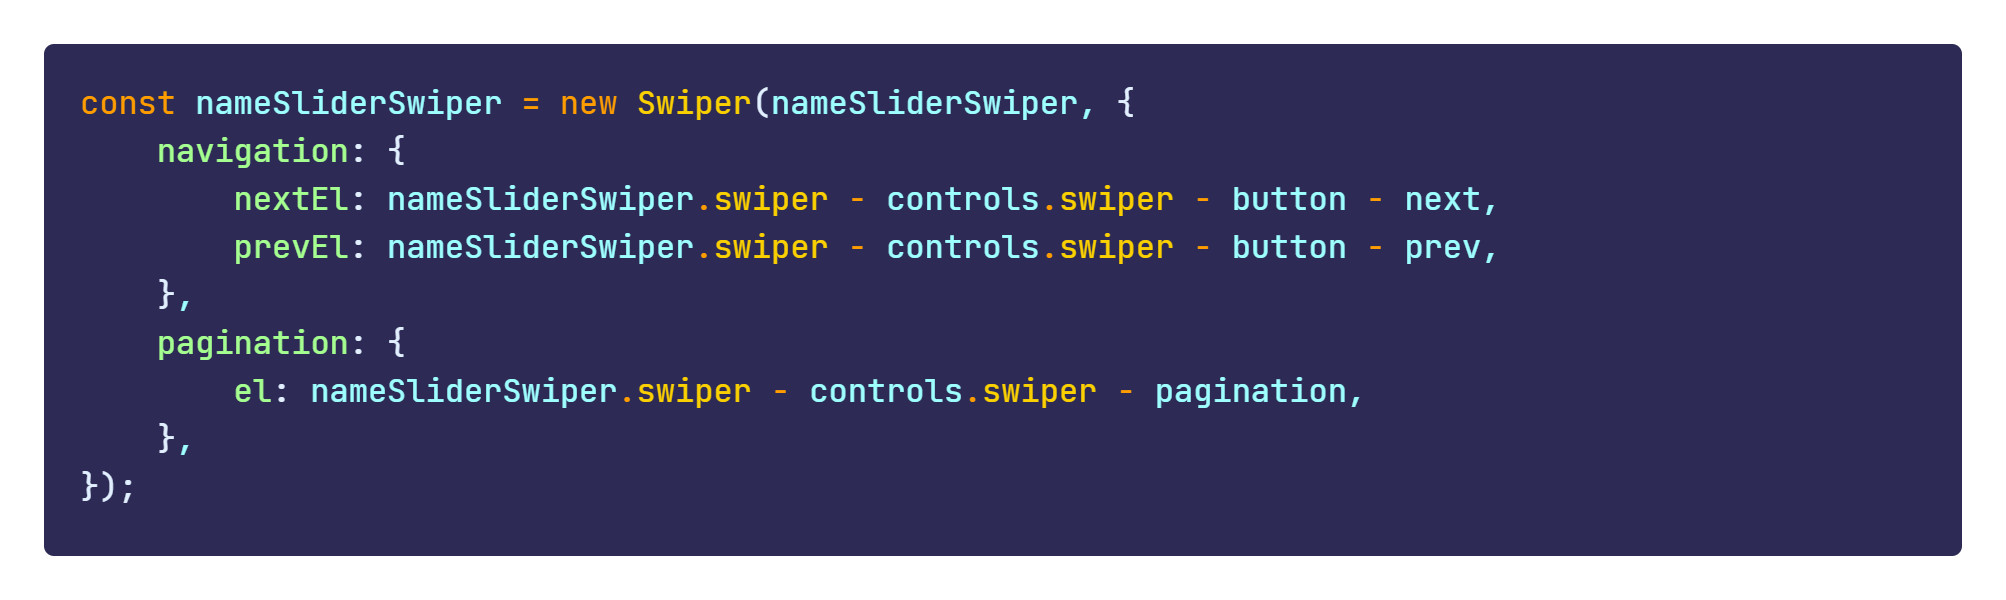 const nameSliderSwiper = new Swiper(nameSliderSwiper, {
    navigation: {
        nextEl: nameSliderSwiper.swiper - controls.swiper - button - next,
        prevEl: nameSliderSwiper.swiper - controls.swiper - button - prev,
    },
    pagination: {
        el: nameSliderSwiper.swiper - controls.swiper - pagination,
    },
});